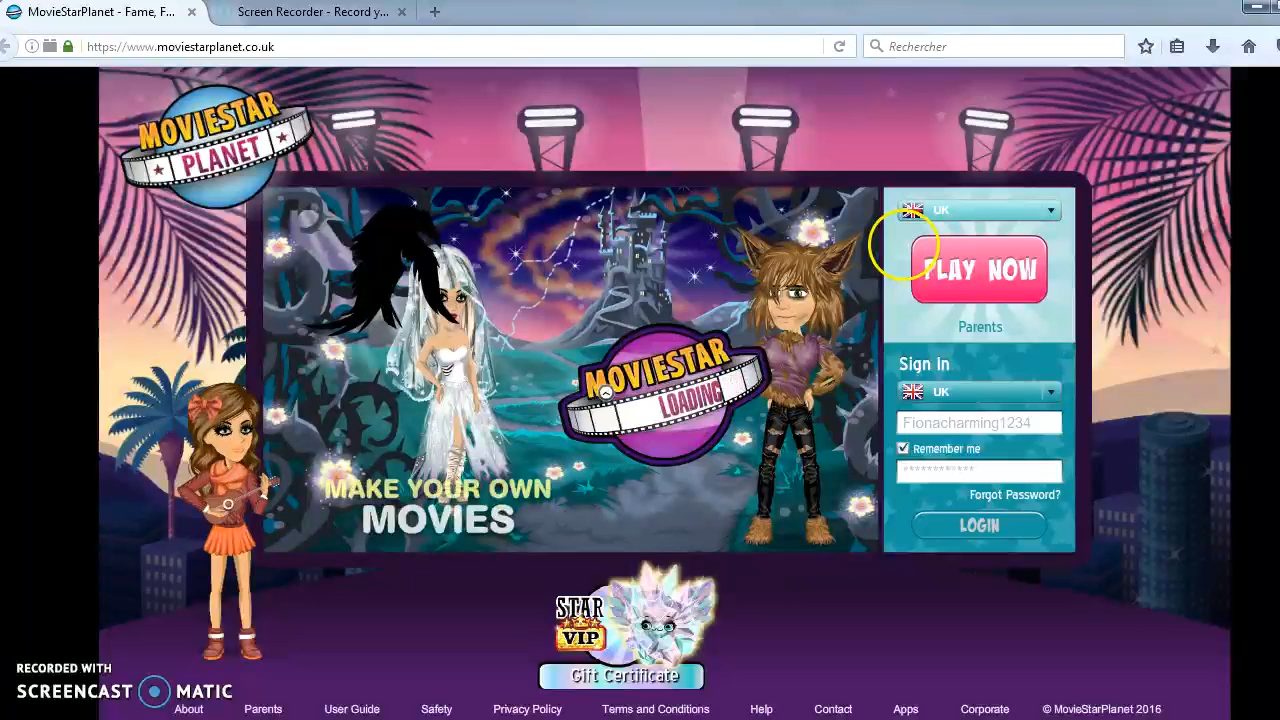 MovieStarPlanet - Fame, F...
Screen Recorder - Record y...
https://www.moviestarplanet.co.uk
Rechercher
MOVIESTAR
PLANET
UK
PLAY NOW
Parents
Sign In
UK
Fionacharming1234
Remember me
************
Forgot Password?
LOGIN
MOVIESTAR
LOADING
MAKE YOUR OWN
MOVIES
STAR
VIP
Gift Certificate
RECORDED WITH
SCREENCAST MATIC
About
Parents
User Guide
Safety
Privacy Policy
Terms and Conditions
Help
Contact
Apps
Corporate
© MovieStarPlanet 2016